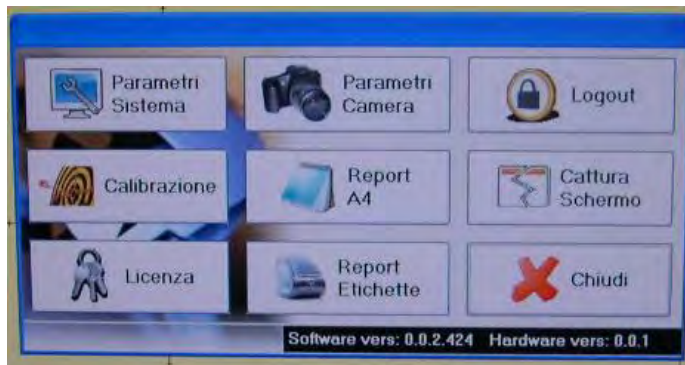 Parametri
Sistema
Parametri
Camera
Logout
Calibrazione
Report
A4
Cattura
Schermo
Licenza
Report
Etichette
Chiudi
Software vers: 0.0.2.424 Hardware vers: 0.0.1